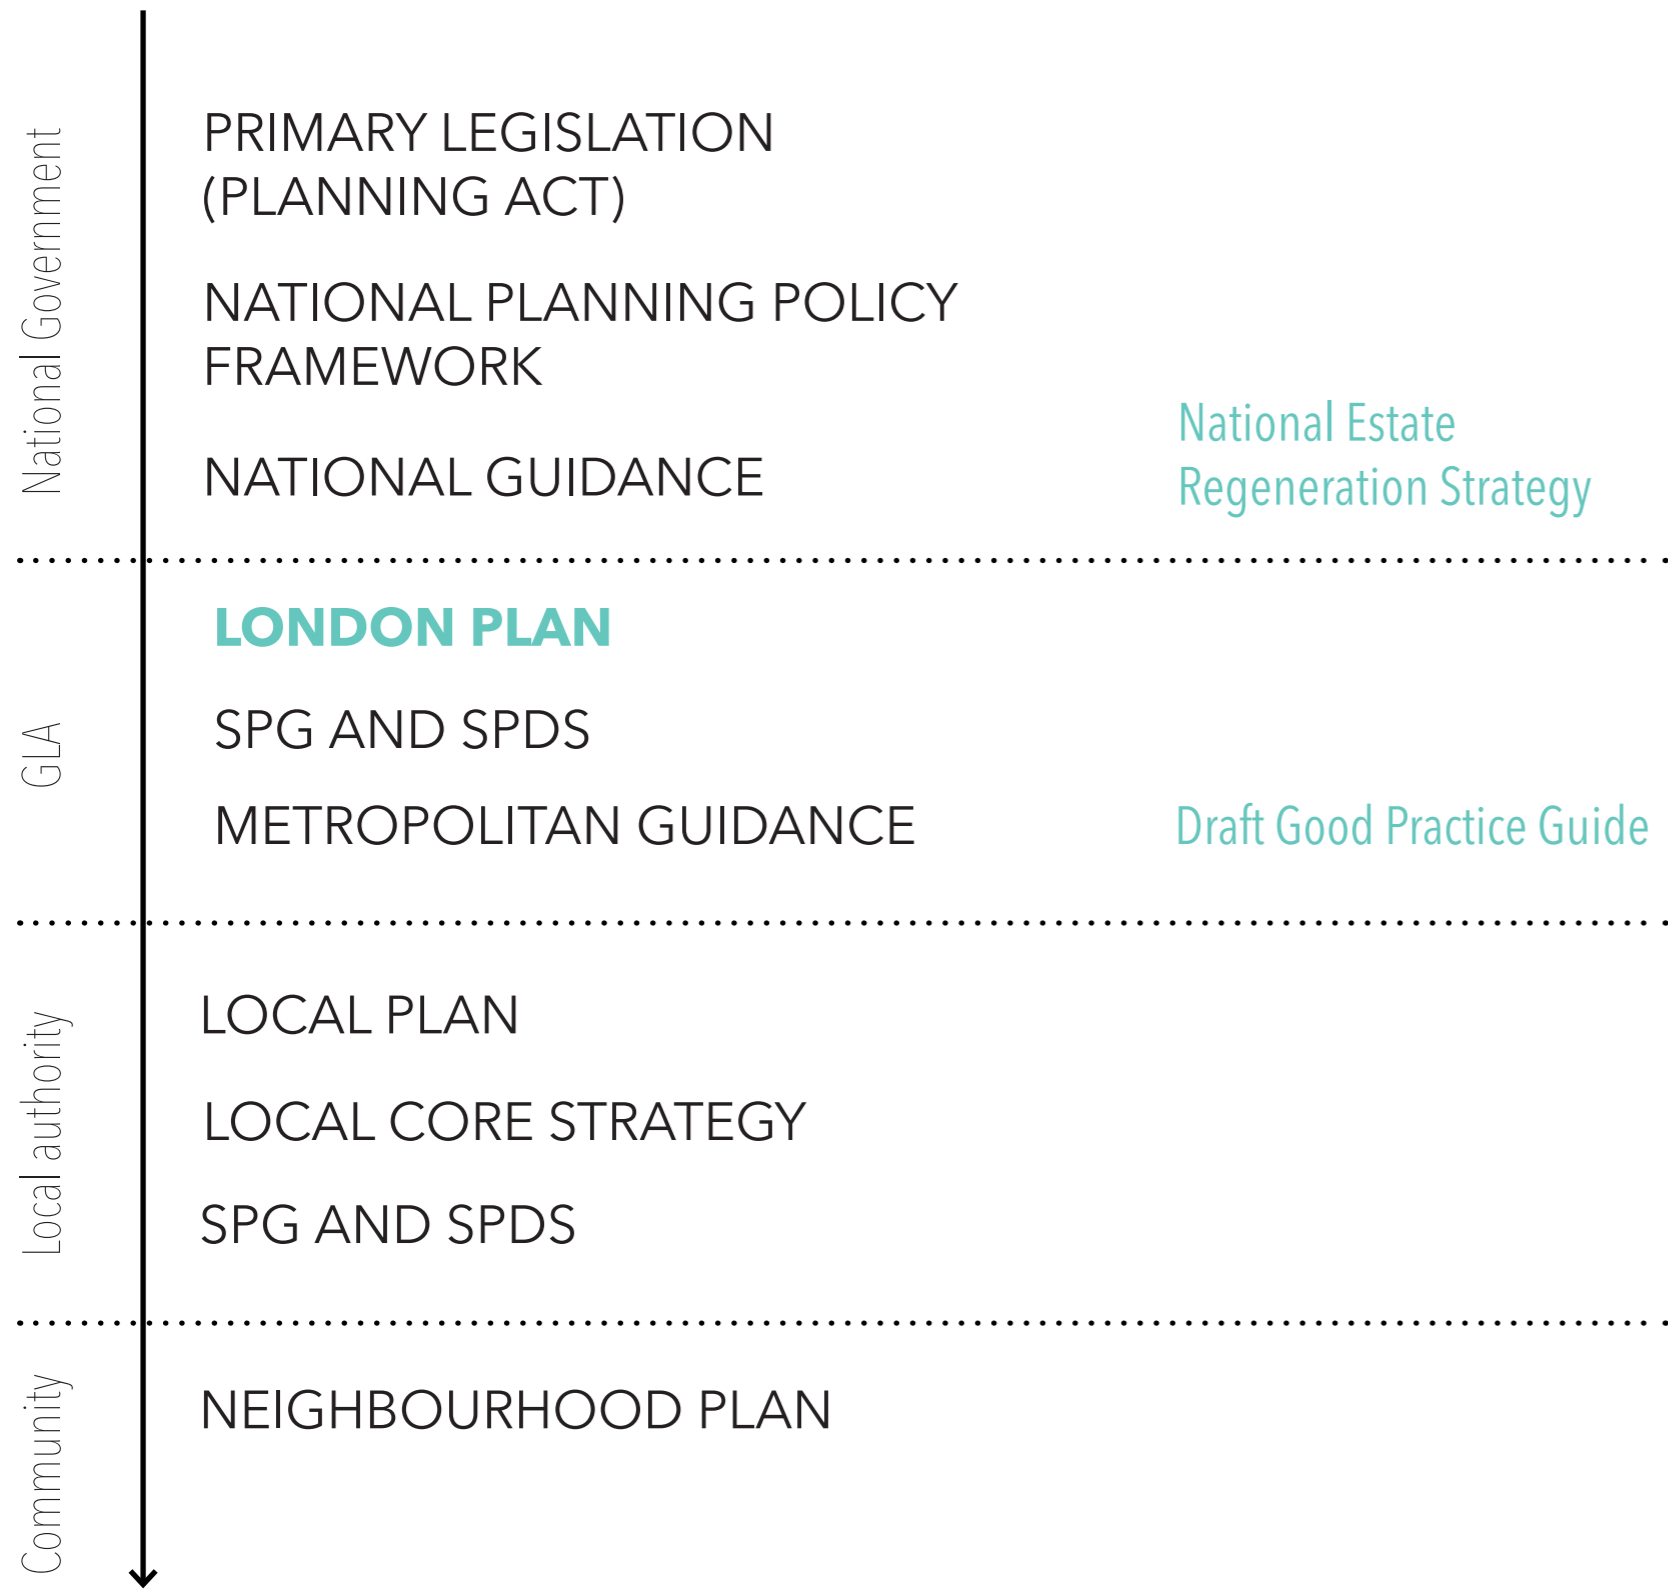 National Government
PRIMARY LEGISLATION
(PLANNING ACT)
NATIONAL PLANNING POLICY
FRAMEWORK
NATIONAL GUIDANCE
National Estate
Regeneration Strategy
GLA
LONDON PLAN
SPG AND SPDS
METROPOLITAN GUIDANCE
Draft Good Practice Guide
Local authority
LOCAL PLAN
LOCAL CORE STRATEGY
SPG AND SPDS
Community
NEIGHBOURHOOD PLAN